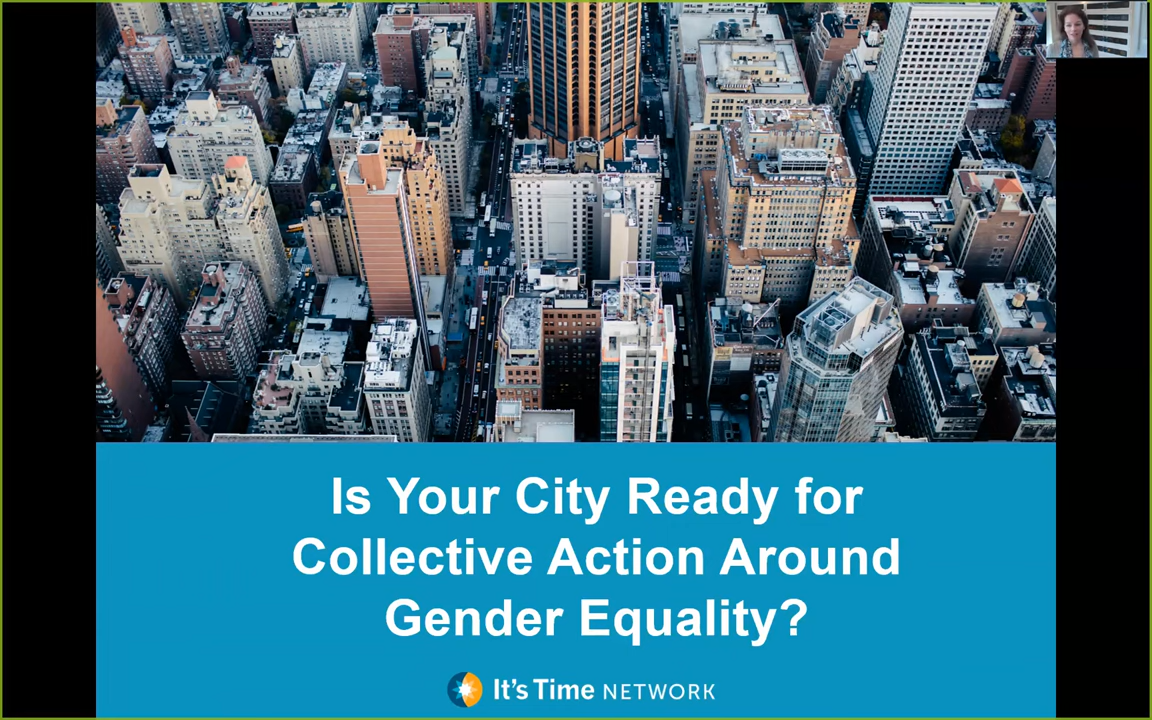 Is Your City Ready for
Collective Action Around
Gender Equality?
It's Time NETWORK